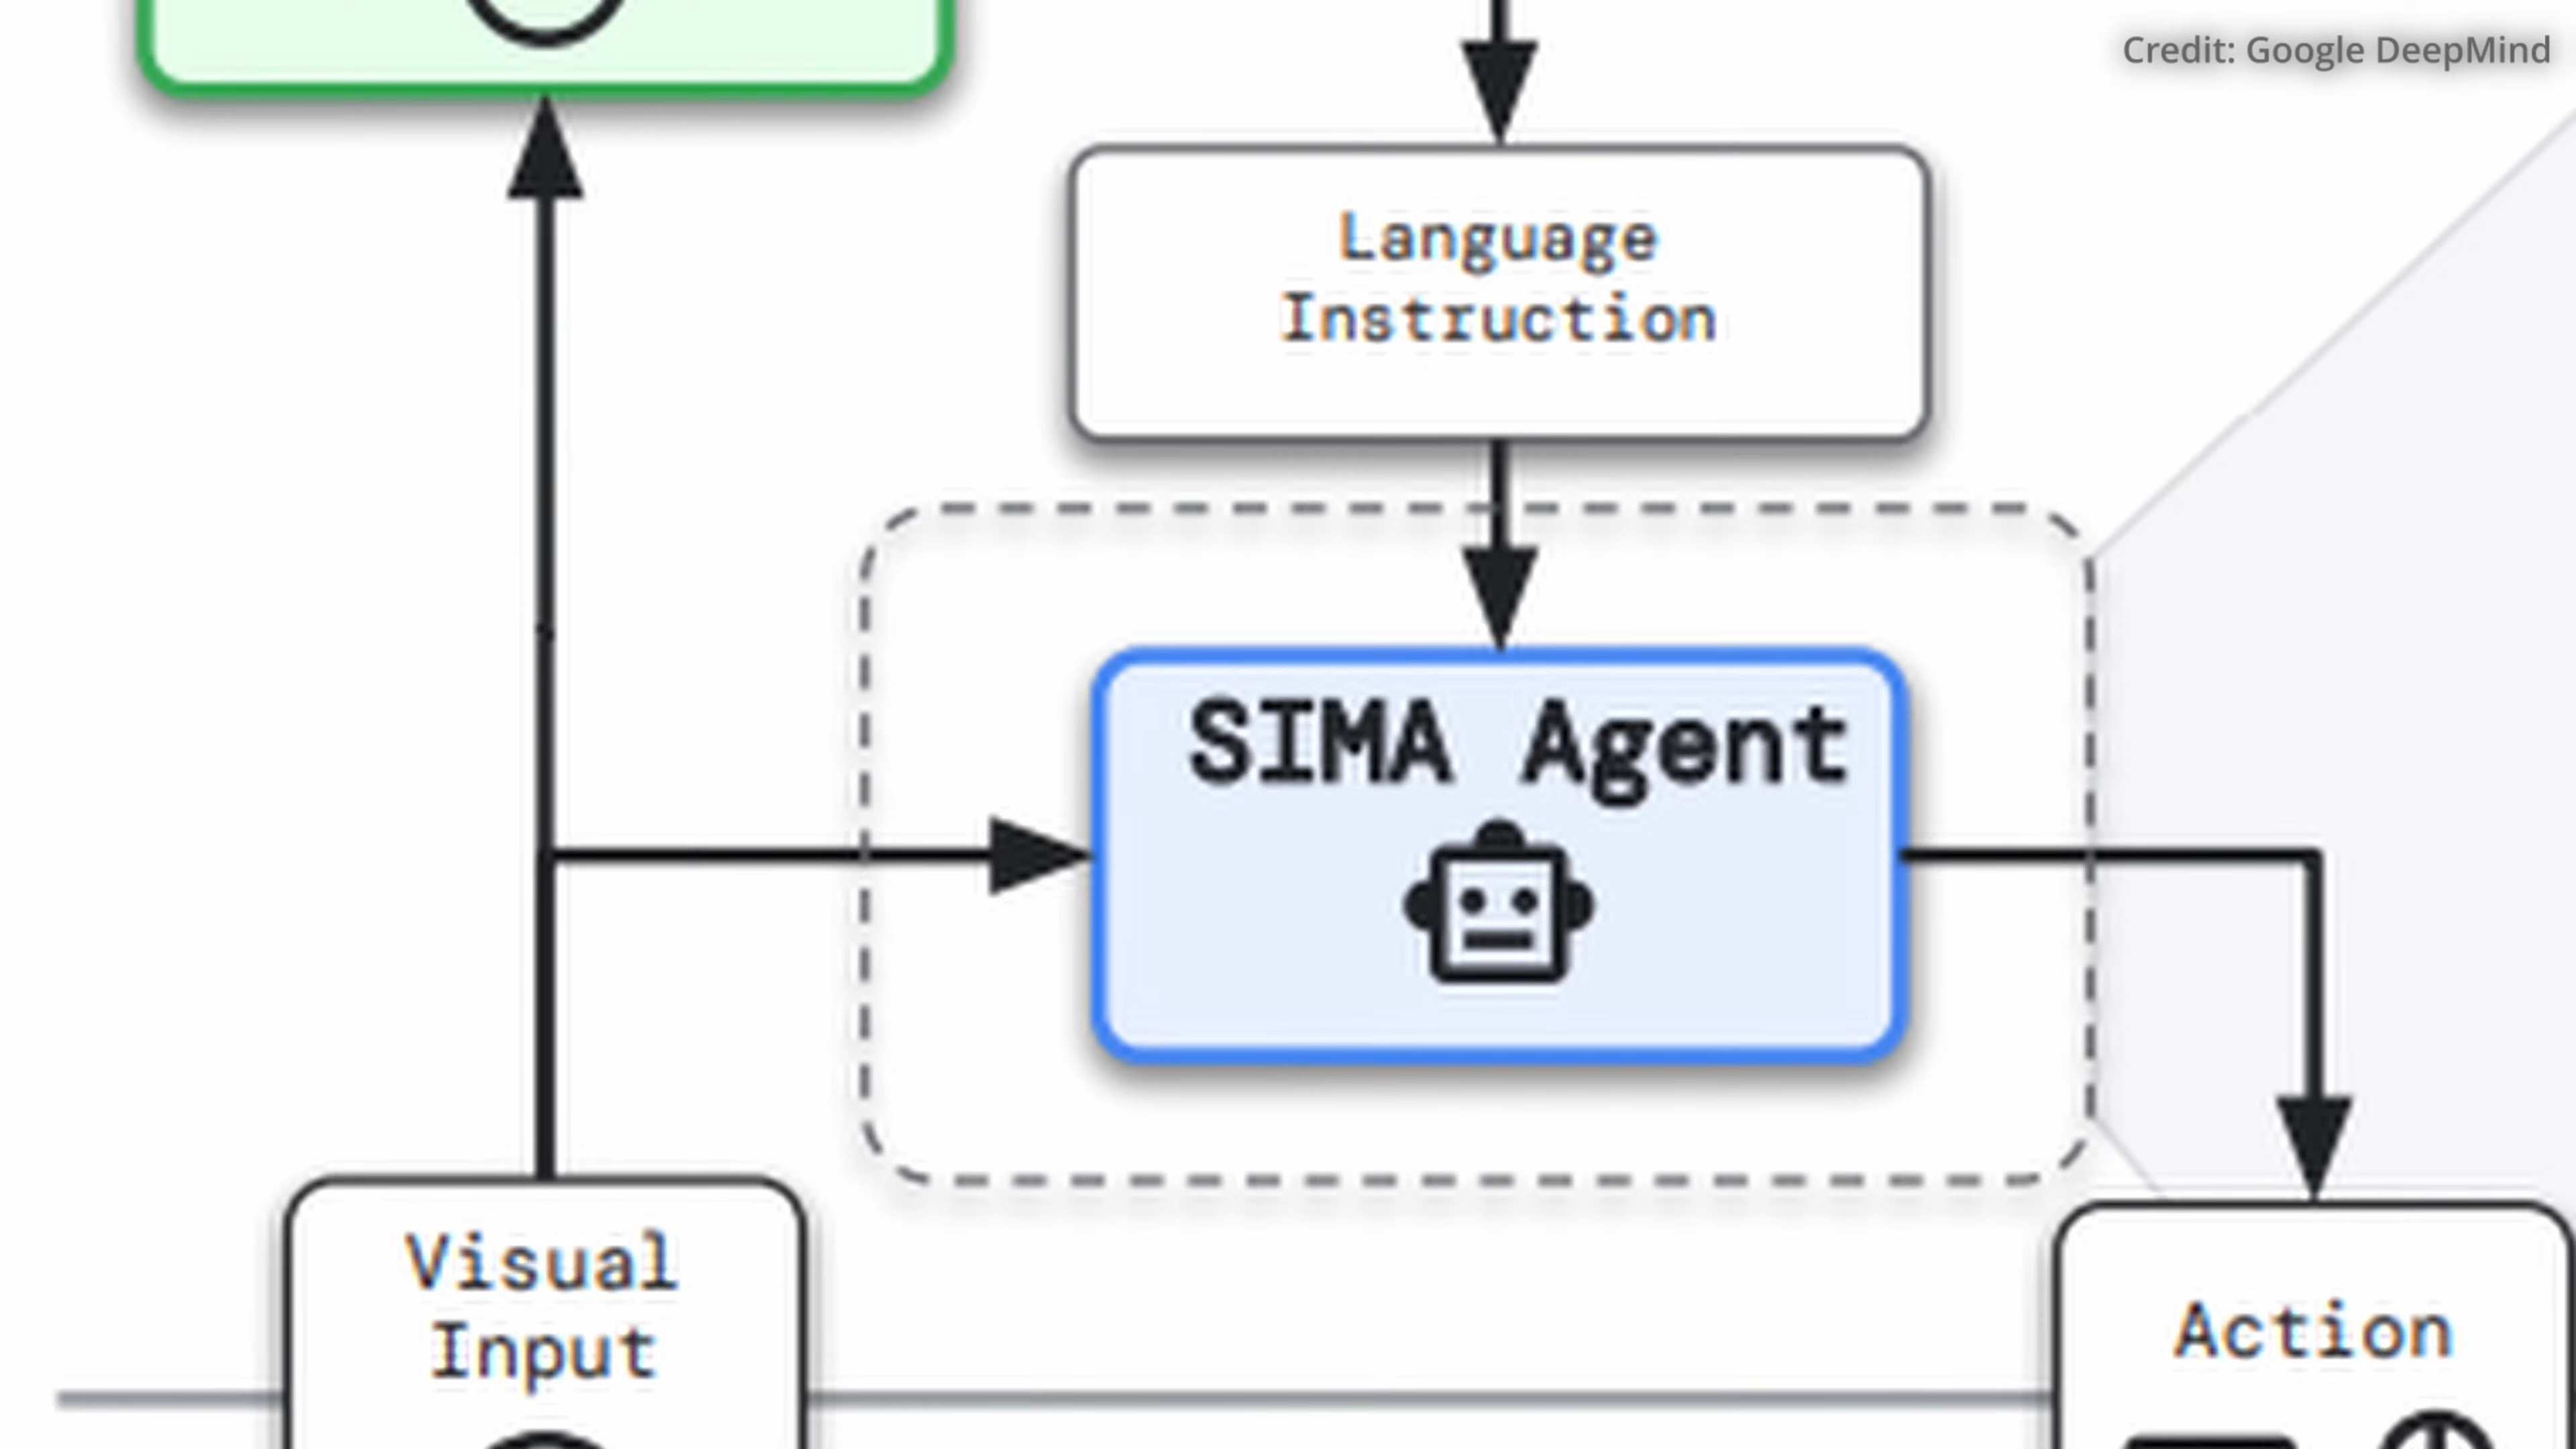 Credit: Google DeepMind
Language
Instruction
SIMA Agent
Visual
Input
Action